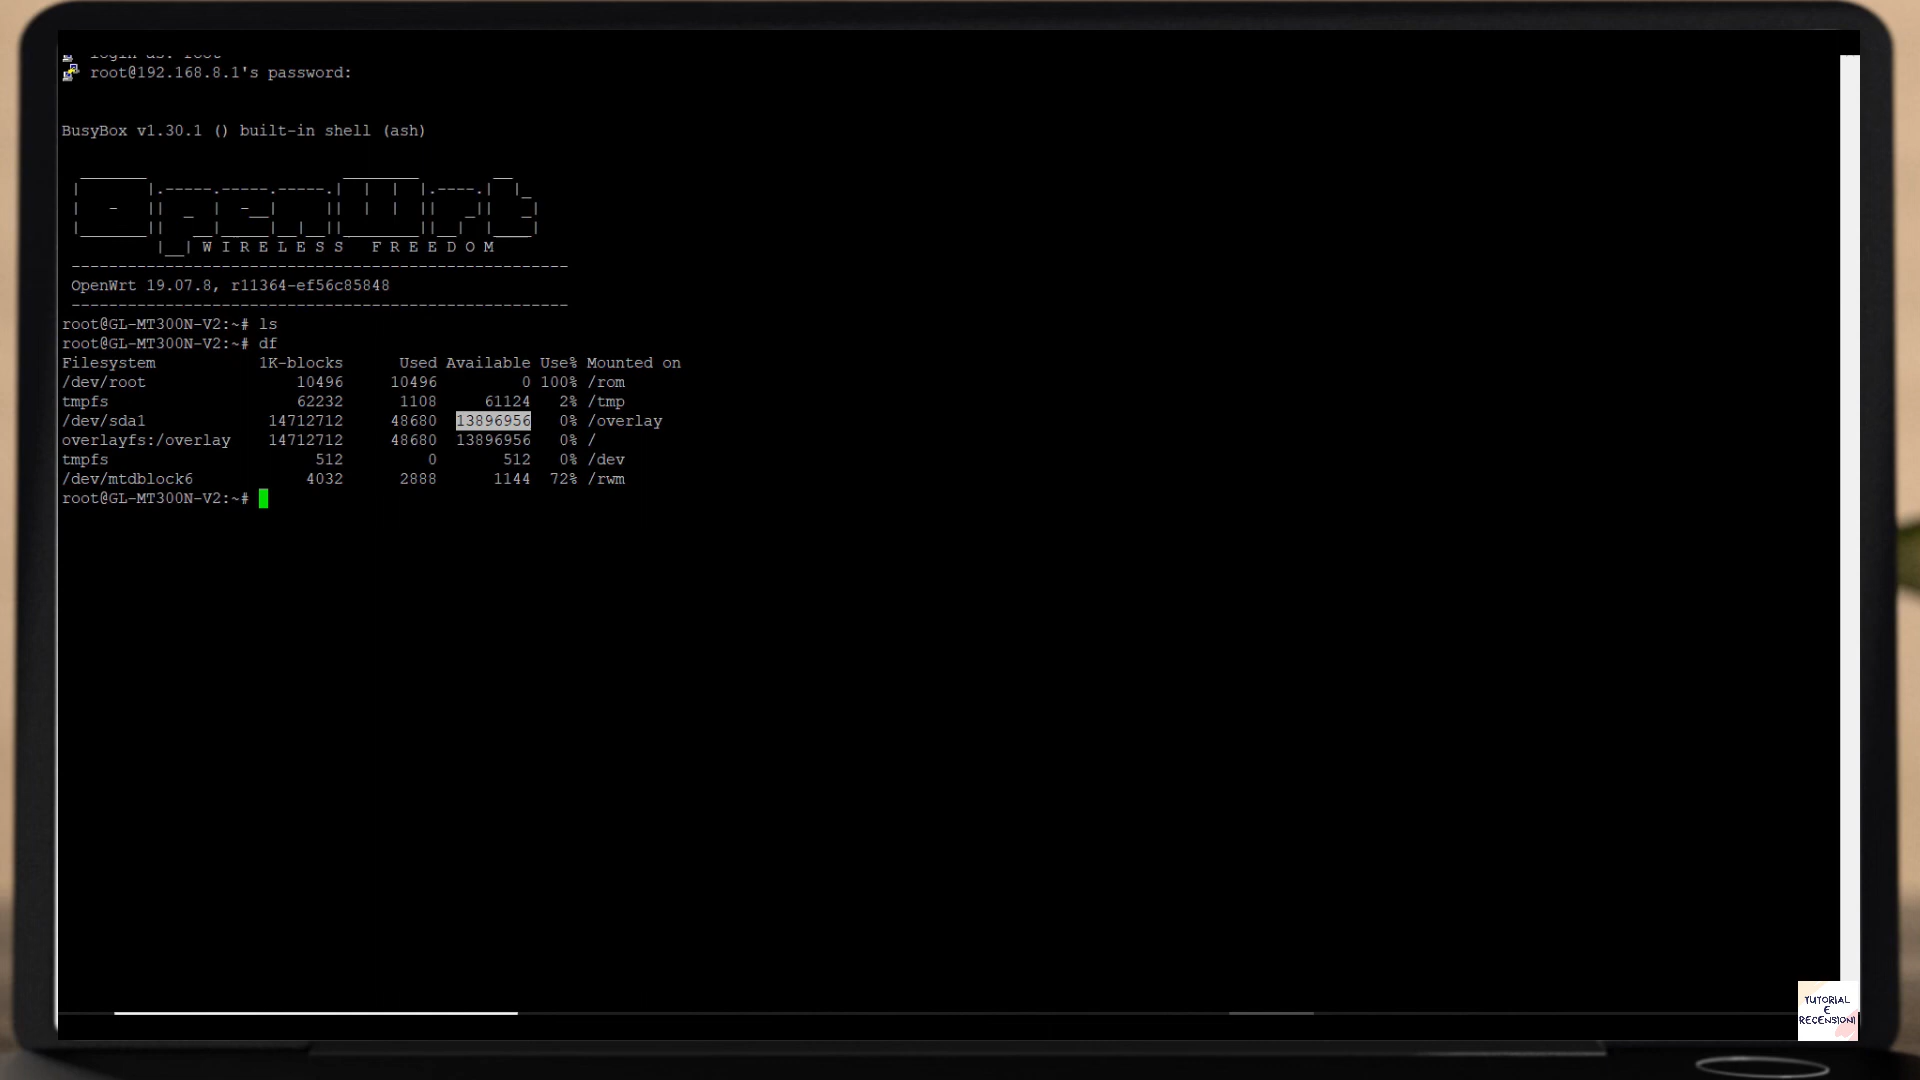 login as: root
root@192.168.8.1's password:
BusyBox v1.30.1 () built-in shell (ash)
OpenWrt
W I R E L E S S   F R E E D O M
OpenWrt 19.07.8, r11364-ef56c85848
root@GL-MT300N-V2:~# ls
root@GL-MT300N-V2:~# df
Filesystem 1K-blocks Used Available Use% Mounted on
/dev/root 10496 10496 0 100% /rom
tmpfs 62232 1108 61124 2% /tmp
/dev/sda1 14712712 48680 13896956 0% /overlay
overlayfs:/overlay 14712712 48680 13896956 0% /
tmpfs 512 0 512 0% /dev
/dev/mtdblock6 4032 2888 1144 72% /rwm
root@GL-MT300N-V2:~#
TUTORIAL
E
RECENSIONI